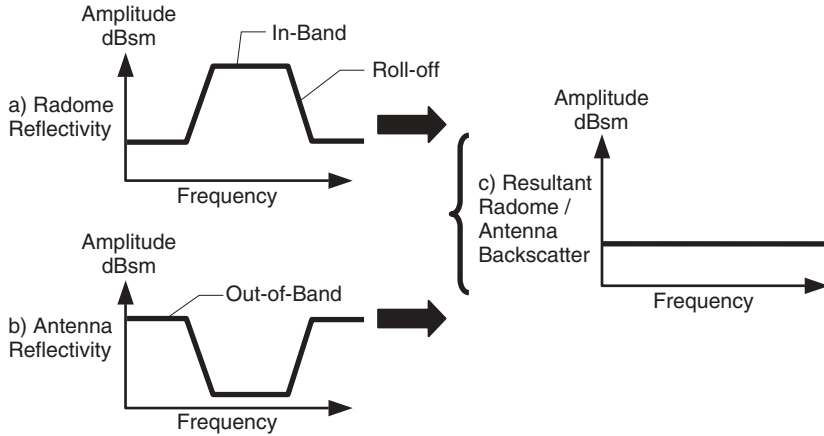 Amplitude
dBsm
In-Band
Roll-off
a) Radome
Reflectivity
Frequency
Amplitude
dBsm
Out-of-Band
b) Antenna
Reflectivity
Frequency
Amplitude
dBsm
c) Resultant
Radome /
Antenna
Backscatter
Frequency